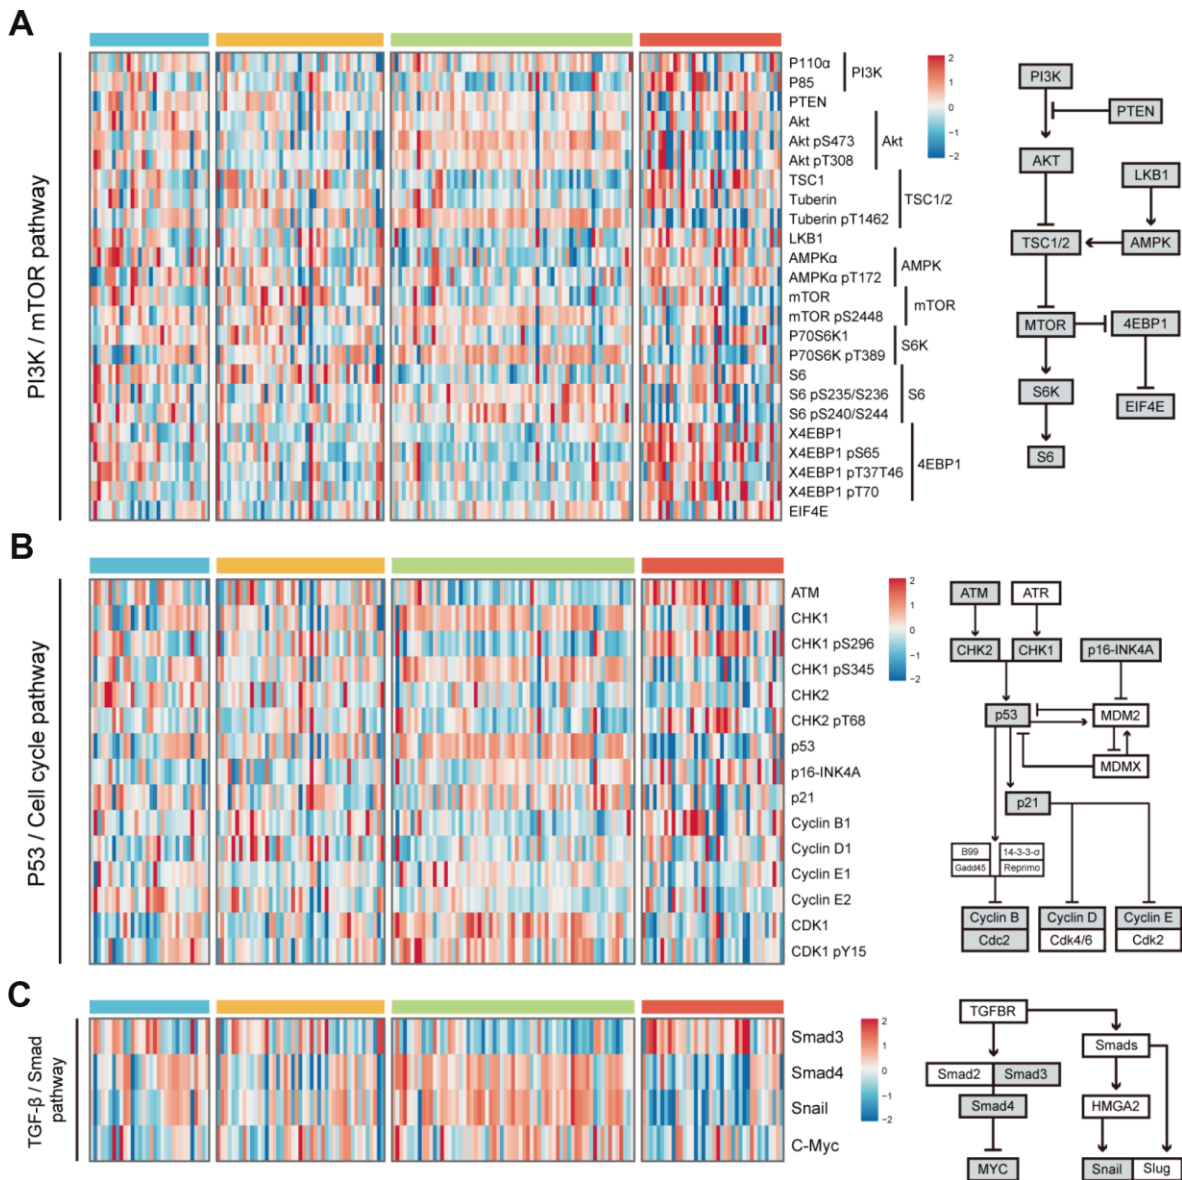 A
PI3K / mTOR pathway
P110α
P85
PI3K
PTEN
Akt
Akt pS473
Akt pT308
Akt
TSC1
Tuberin
Tuberin pT1462
TSC1/2
LKB1
AMPKα
AMPKα pT172
AMPK
mTOR
mTOR pS2448
mTOR
P70S6K1
P70S6K pT389
S6K
S6
S6 pS235/S236
S6 pS240/S244
S6
X4EBP1
X4EBP1 pS65
X4EBP1 pT37T46
X4EBP1 pT70
4EBP1
EIF4E
2
1
0
−1
−2
PI3K
PTEN
AKT
LKB1
TSC1/2
AMPK
MTOR
4EBP1
S6K
EIF4E
S6
B
P53 / Cell cycle pathway
ATM
CHK1
CHK1 pS296
CHK1 pS345
CHK2
CHK2 pT68
p53
p16-INK4A
p21
Cyclin B1
Cyclin D1
Cyclin E1
Cyclin E2
CDK1
CDK1 pY15
2
1
0
−1
−2
ATM
ATR
CHK2
CHK1
p16-INK4A
p53
MDM2
MDMX
p21
B99
14-3-3-σ
Gadd45
Reprimo
Cyclin B
Cyclin D
Cyclin E
Cdc2
Cdk4/6
Cdk2
C
TGF-β / Smad
pathway
Smad3
Smad4
Snail
C-Myc
2
1
0
−1
−2
TGFBR
Smads
Smad2
Smad3
Smad4
HMGA2
MYC
Snail
Slug